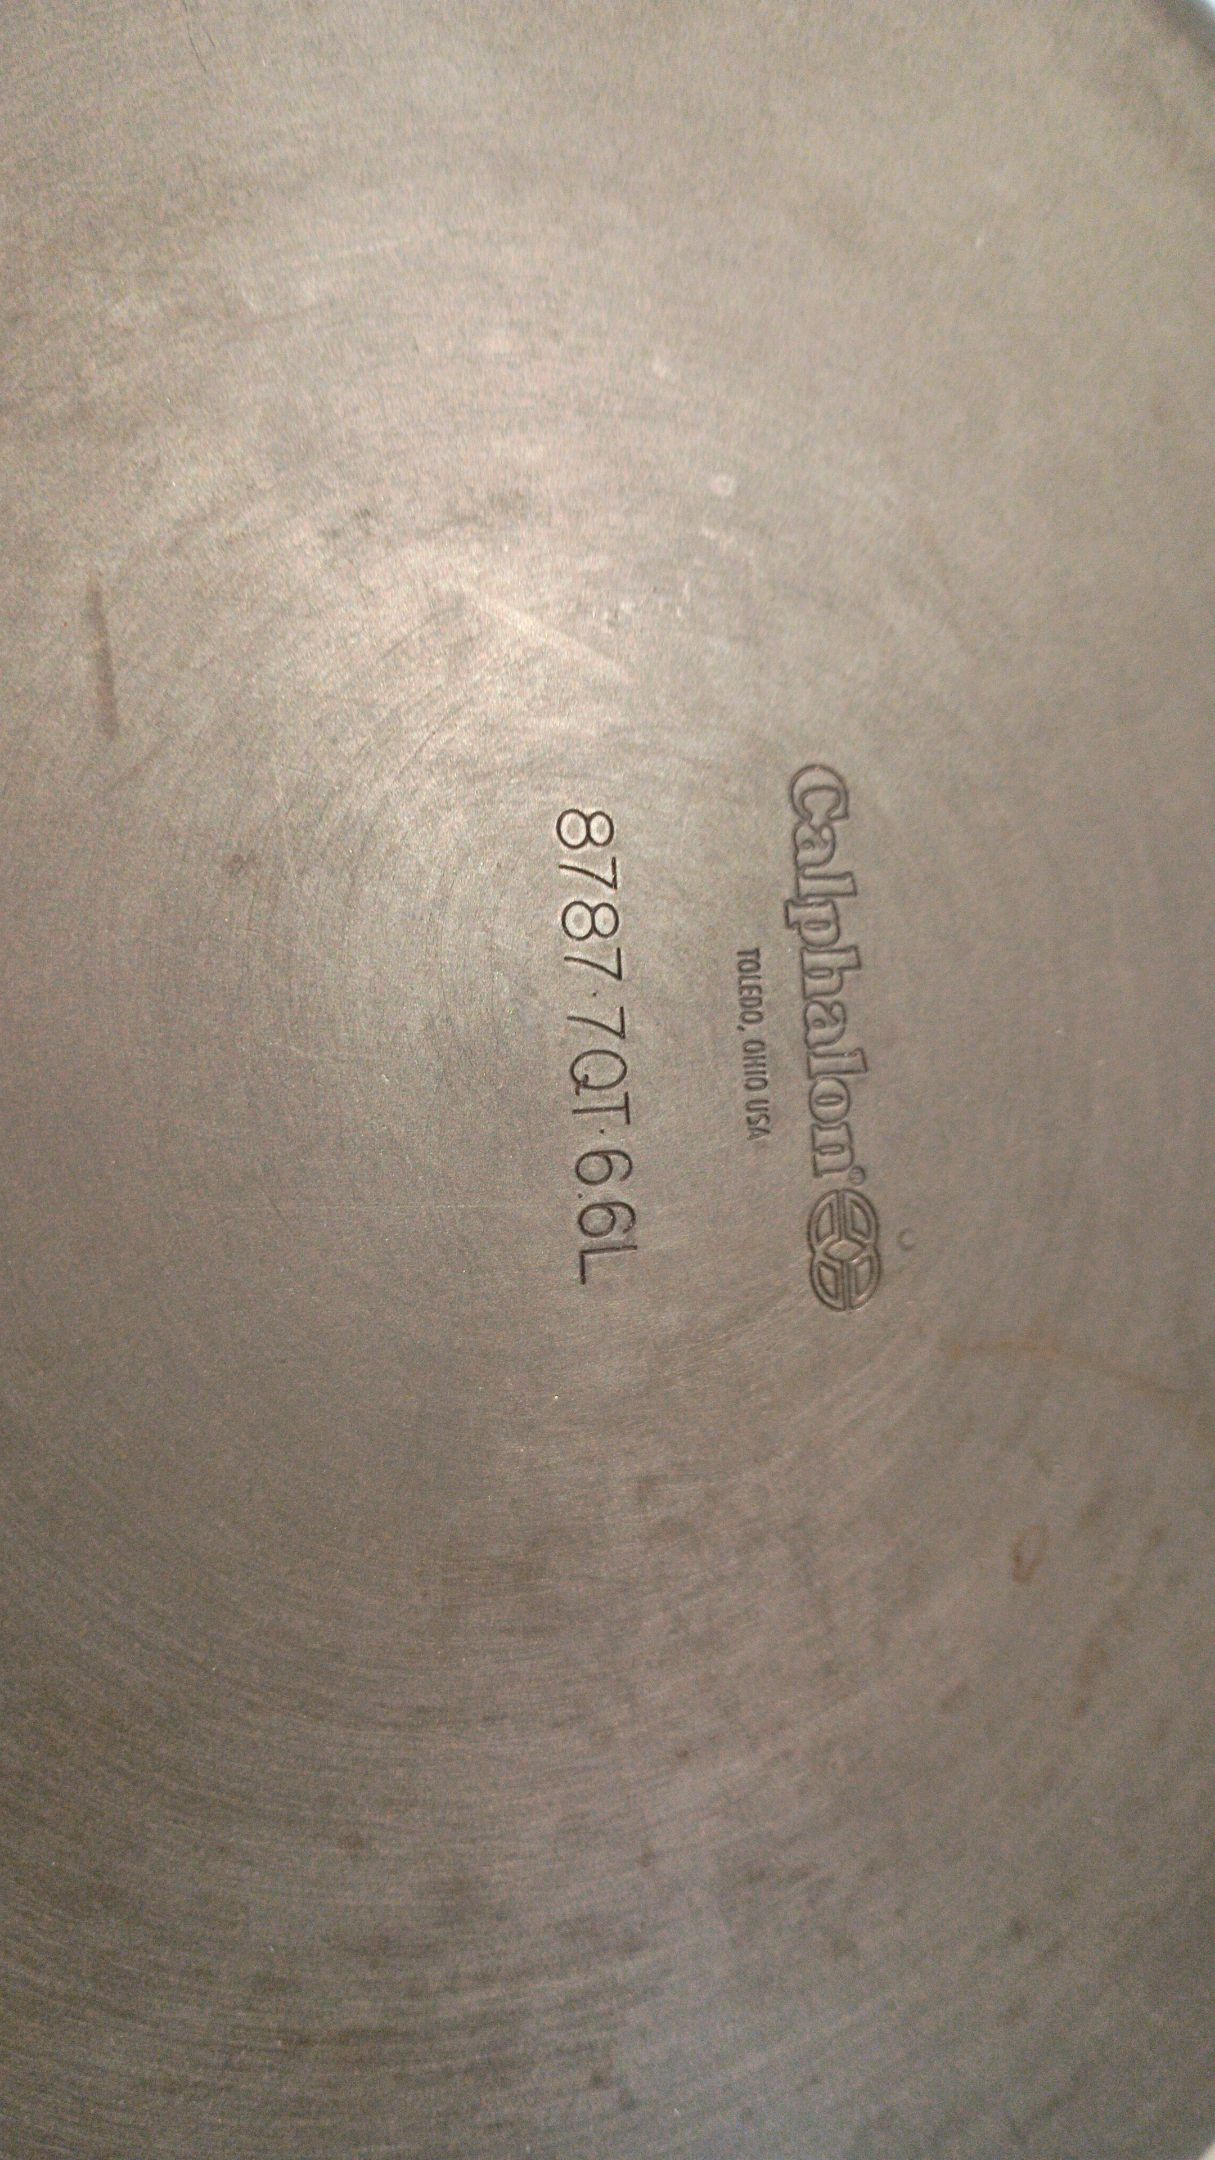 Calphalon®
TOLEDO, OHIO USA
8787·7QT·6.6L